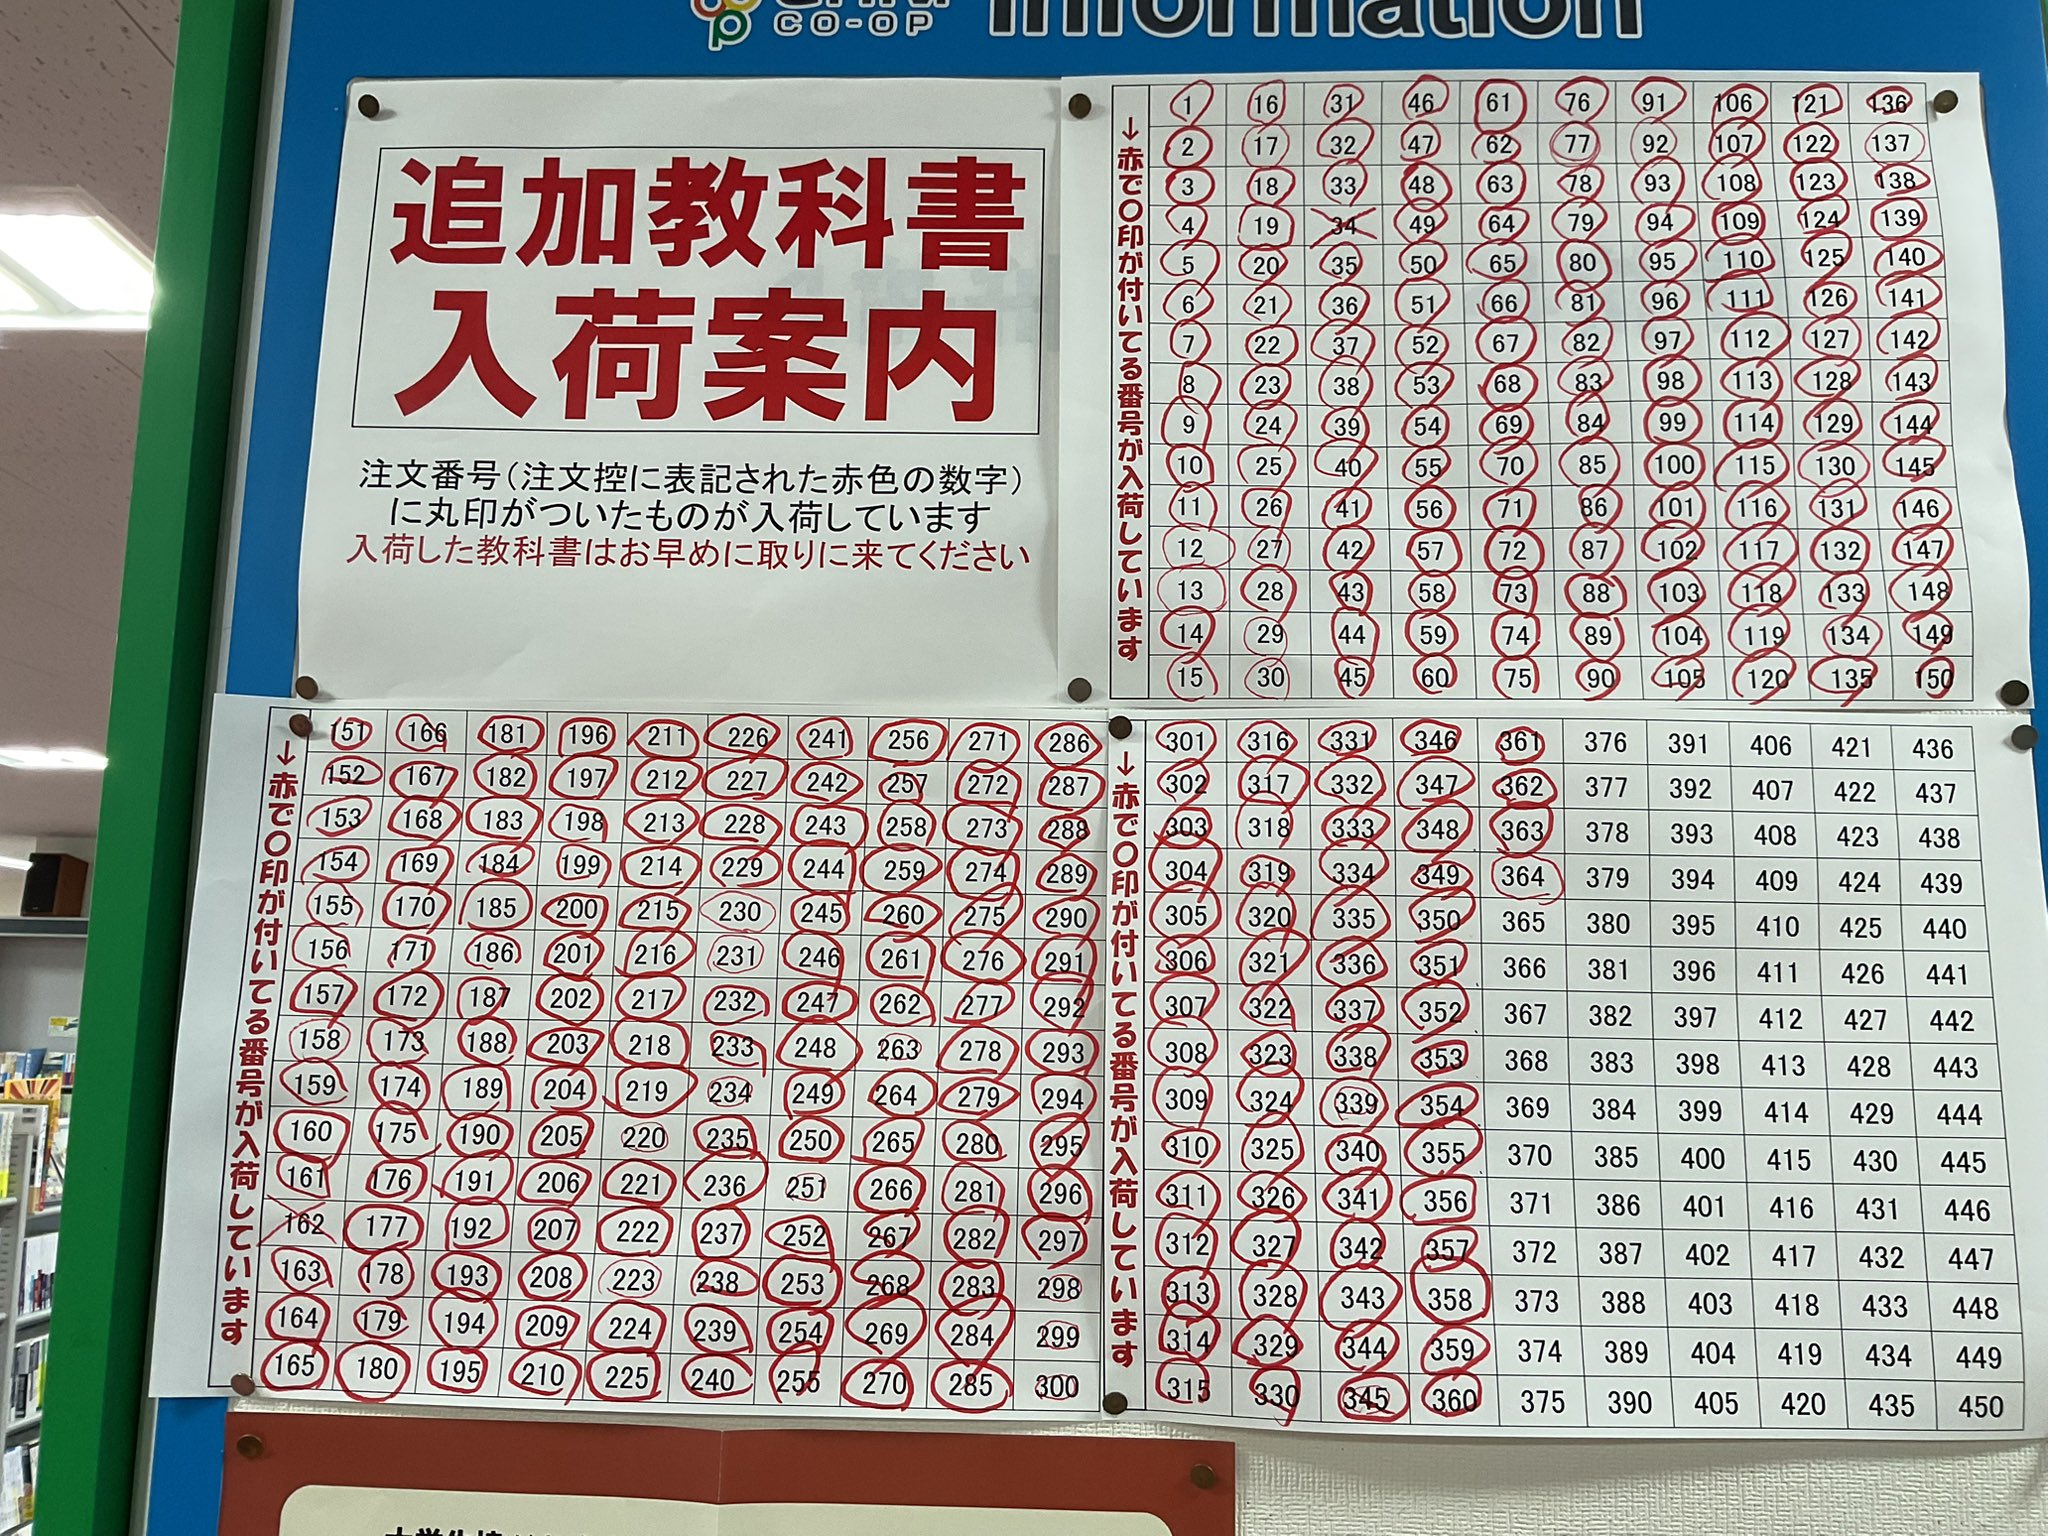 CO-OP
Information
追加教科書
入荷案内
注文番号(注文控に表記された赤色の数字)
に丸印がついたものが入荷しています
入荷した教科書はお早めに取りに来てください
↓赤で〇印が付いてる番号が入荷しています
1 16 31 46 61 76 91 106 121 136
2 17 32 47 62 77 92 107 122 137
3 18 33 48 63 78 93 108 123 138
4 19 34 49 64 79 94 109 124 139
5 20 35 50 65 80 95 110 125 140
6 21 36 51 66 81 96 111 126 141
7 22 37 52 67 82 97 112 127 142
8 23 38 53 68 83 98 113 128 143
9 24 39 54 69 84 99 114 129 144
10 25 40 55 70 85 100 115 130 145
11 26 41 56 71 86 101 116 131 146
12 27 42 57 72 87 102 117 132 147
13 28 43 58 73 88 103 118 133 148
14 29 44 59 74 89 104 119 134 149
15 30 45 60 75 90 105 120 135 150
↓赤で〇印が付いてる番号が入荷しています
151 166 181 196 211 226 241 256 271 286
152 167 182 197 212 227 242 257 272 287
153 168 183 198 213 228 243 258 273 288
154 169 184 199 214 229 244 259 274 289
155 170 185 200 215 230 245 260 275 290
156 171 186 201 216 231 246 261 276 291
157 172 187 202 217 232 247 262 277 292
158 173 188 203 218 233 248 263 278 293
159 174 189 204 219 234 249 264 279 294
160 175 190 205 220 235 250 265 280 295
161 176 191 206 221 236 251 266 281 296
162 177 192 207 222 237 252 267 282 297
163 178 193 208 223 238 253 268 283 298
164 179 194 209 224 239 254 269 284 299
165 180 195 210 225 240 255 270 285 300
↓赤で〇印が付いてる番号が入荷しています
301 316 331 346 361 376 391 406 421 436
302 317 332 347 362 377 392 407 422 437
303 318 333 348 363 378 393 408 423 438
304 319 334 349 364 379 394 409 424 439
305 320 335 350 365 380 395 410 425 440
306 321 336 351 366 381 396 411 426 441
307 322 337 352 367 382 397 412 427 442
308 323 338 353 368 383 398 413 428 443
309 324 339 354 369 384 399 414 429 444
310 325 340 355 370 385 400 415 430 445
311 326 341 356 371 386 401 416 431 446
312 327 342 357 372 387 402 417 432 447
313 328 343 358 373 388 403 418 433 448
314 329 344 359 374 389 404 419 434 449
315 330 345 360 375 390 405 420 435 450